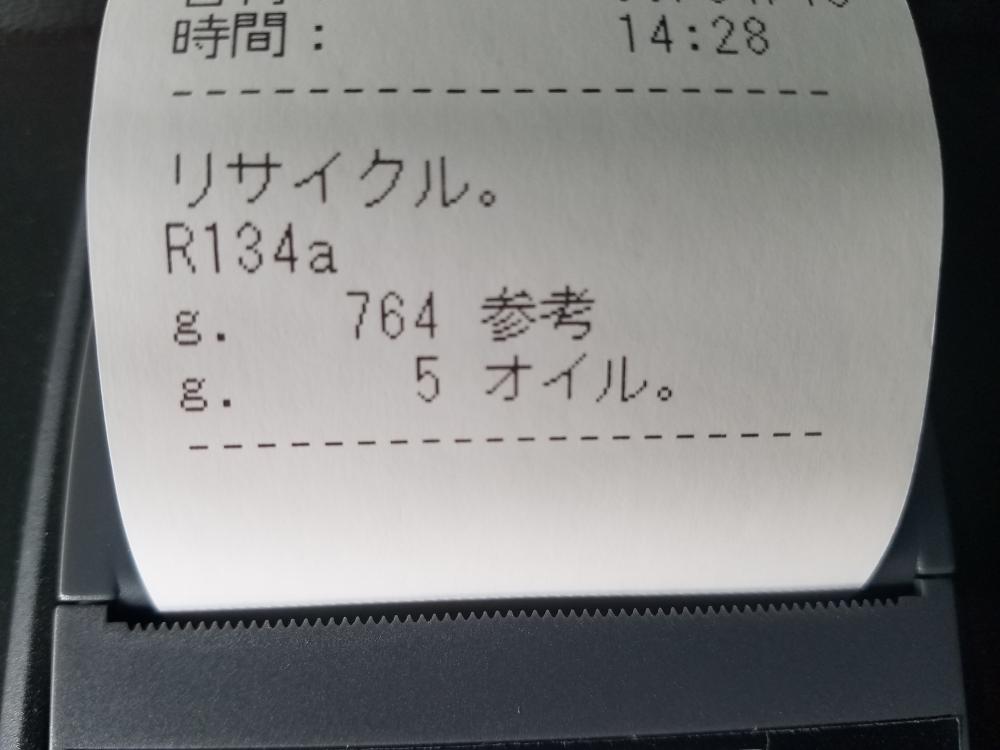 時間： 14:28
リサイクル。
R134a
g. 764 参考
g. 5 オイル。